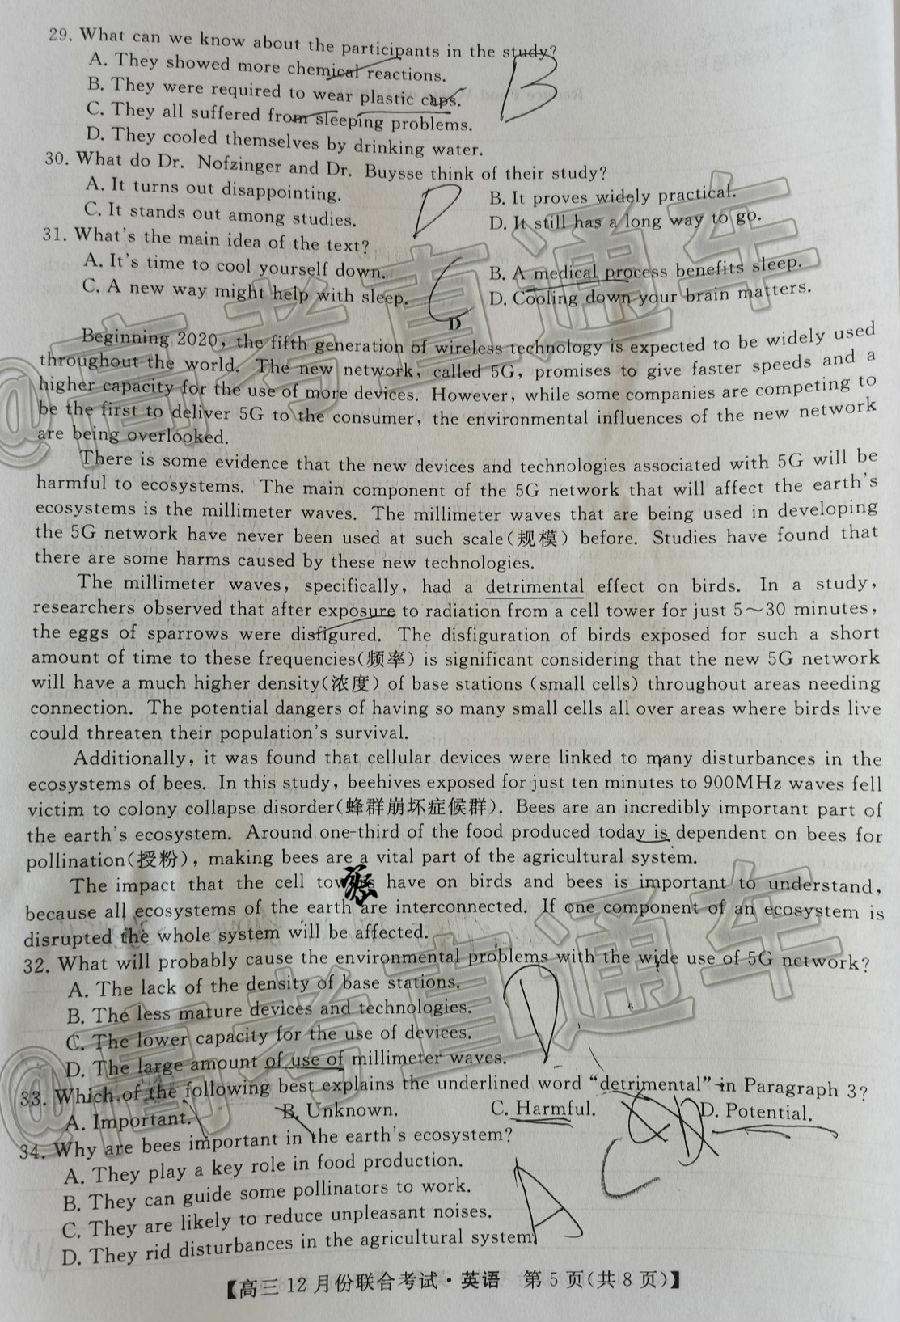 29. What can we know about the participants in the study?
A. They showed more chemical reactions.
B. They were required to wear plastic caps.
C. They all suffered from sleeping problems.
D. They cooled themselves by drinking water.
B
30. What do Dr. Nofzinger and Dr. Buysse think of their study?
A. It turns out disappointing.
B. It proves widely practical.
C. It stands out among studies.
D. It still has a long way to go.
D
31. What's the main idea of the text?
A. It's time to cool yourself down.
B. A medical process benefits sleep.
C. A new way might help with sleep.
D. Cooling down your brain matters.
C
D
Beginning 2020, the fifth generation of wireless technology is expected to be widely used
throughout the world. The new network, called 5G, promises to give faster speeds and a
higher capacity for the use of more devices. However, while some companies are competing to
be the first to deliver 5G to the consumer, the environmental influences of the new network
are being overlooked.
There is some evidence that the new devices and technologies associated with 5G will be
harmful to ecosystems. The main component of the 5G network that will affect the earth's
ecosystems is the millimeter waves. The millimeter waves that are being used in developing
the 5G network have never been used at such scale(规模) before. Studies have found that
there are some harms caused by these new technologies.
The millimeter waves, specifically, had a detrimental effect on birds. In a study,
researchers observed that after exposure to radiation from a cell tower for just 5～30 minutes,
the eggs of sparrows were disfigured. The disfiguration of birds exposed for such a short
amount of time to these frequencies(频率) is significant considering that the new 5G network
will have a much higher density(浓度) of base stations (small cells) throughout areas needing
connection. The potential dangers of having so many small cells all over areas where birds live
could threaten their population's survival.
Additionally, it was found that cellular devices were linked to many disturbances in the
ecosystems of bees. In this study, beehives exposed for just ten minutes to 900MHz waves fell
victim to colony collapse disorder(蜂群崩坏症候群). Bees are an incredibly important part of
the earth's ecosystem. Around one-third of the food produced today is dependent on bees for
pollination(授粉), making bees are a vital part of the agricultural system.
The impact that the cell have on birds and bees is important to understand,
because all ecosystems of the earth are interconnected. If one component of an ecosystem is
disrupted the whole system will be affected.
32. What will probably cause the environmental problems with the wide use of 5G network?
A. The lack of the density of base stations.
B. The less mature devices and technologies.
C. The lower capacity for the use of devices.
D. The large amount of use of millimeter waves.
D
33. Which of the following best explains the underlined word “detrimental” in Paragraph 3?
A. Important.
B. Unknown.
C. Harmful.
D. Potential.
C
34. Why are bees important in the earth's ecosystem?
A. They play a key role in food production.
B. They can guide some pollinators to work.
C. They are likely to reduce unpleasant noises.
D. They rid disturbances in the agricultural system
A
【高三12月份联合考试·英语 第5页(共8页)】
@高考直通车
@高考直通车